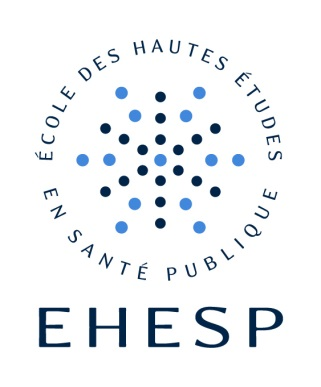 ÉCOLE DES HAUTES ÉTUDES
EN SANTÉ PUBLIQUE
EHESP